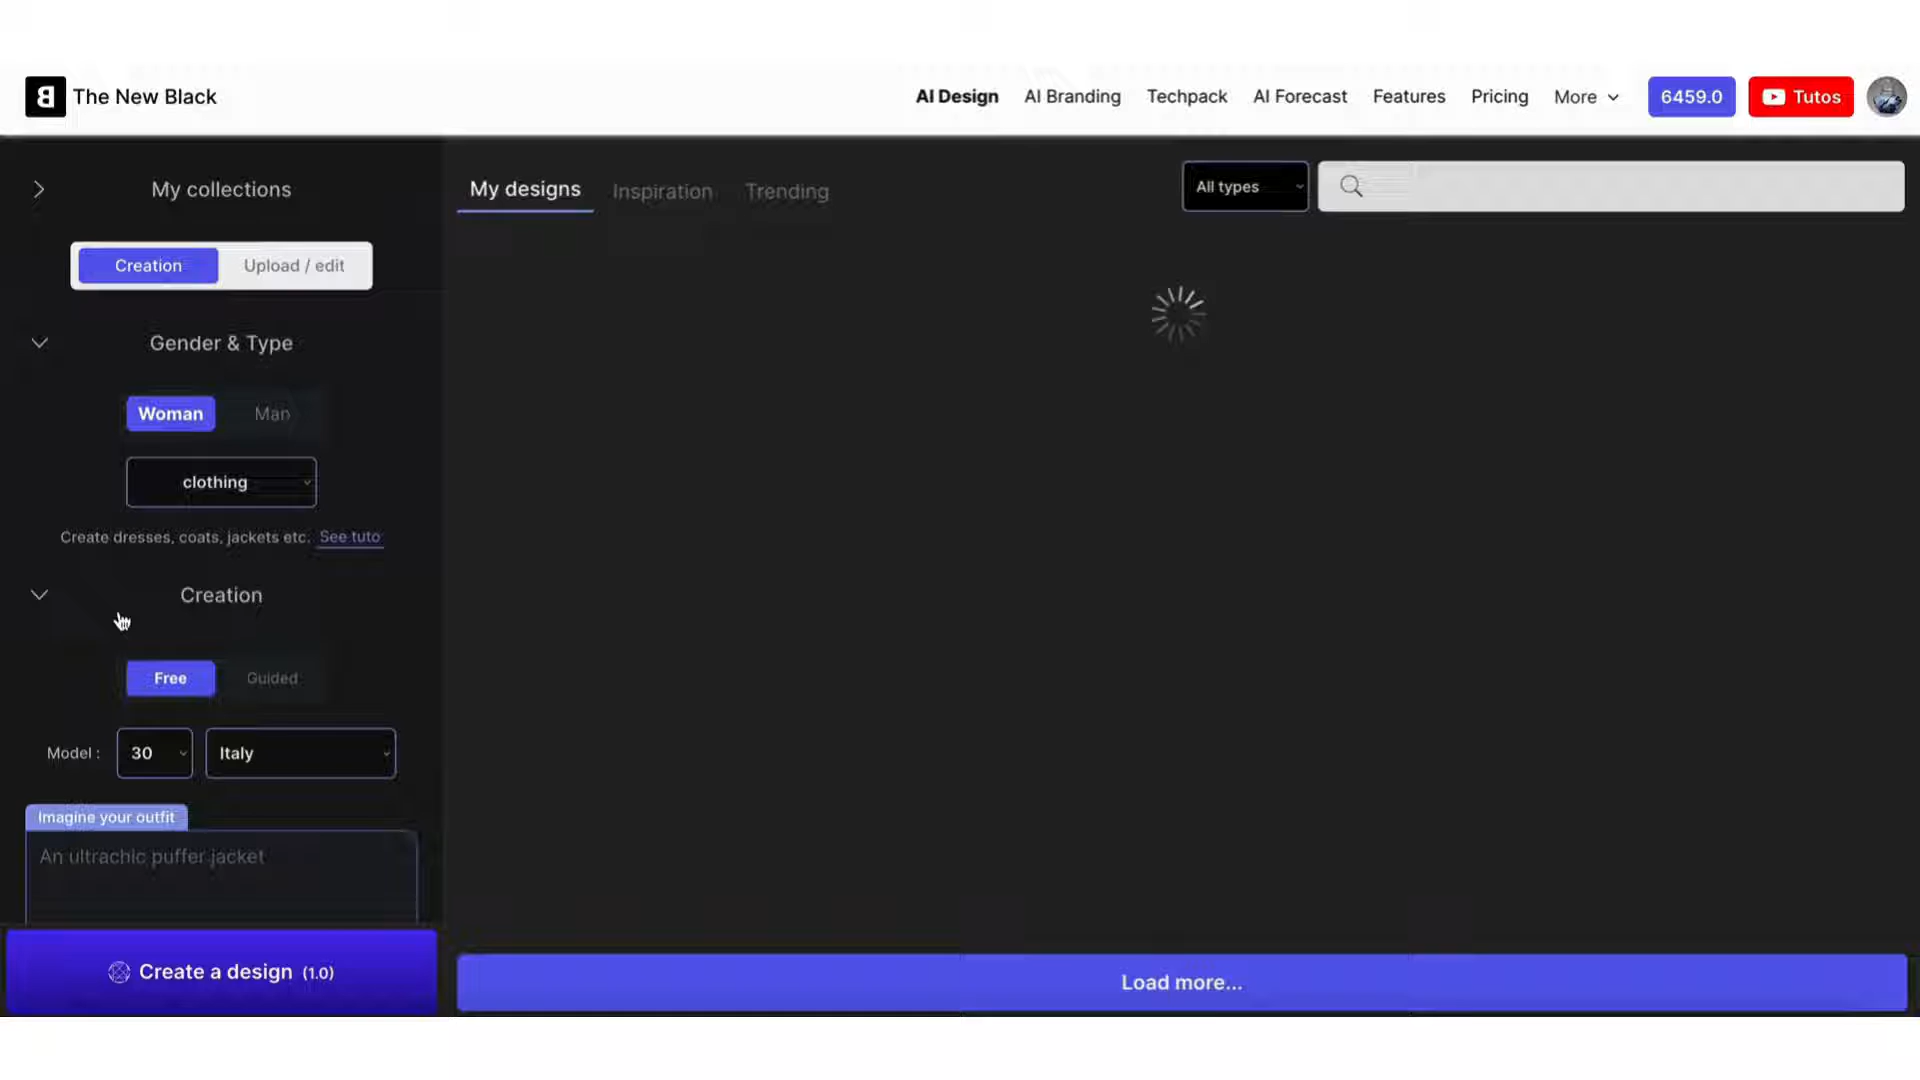 B The New Black
AI Design AI Branding Techpack AI Forecast Features Pricing More 6459.0 Tutos
My collections
My designs Inspiration Trending All types
Creation Upload / edit
Gender & Type
Woman Man
clothing
Create dresses, coats, jackets etc. See tuto
Creation
Free Guided
Model : 30 Italy
Imagine your outfit
An ultrachic puffer jacket
Create a design (1.0)
Load more...